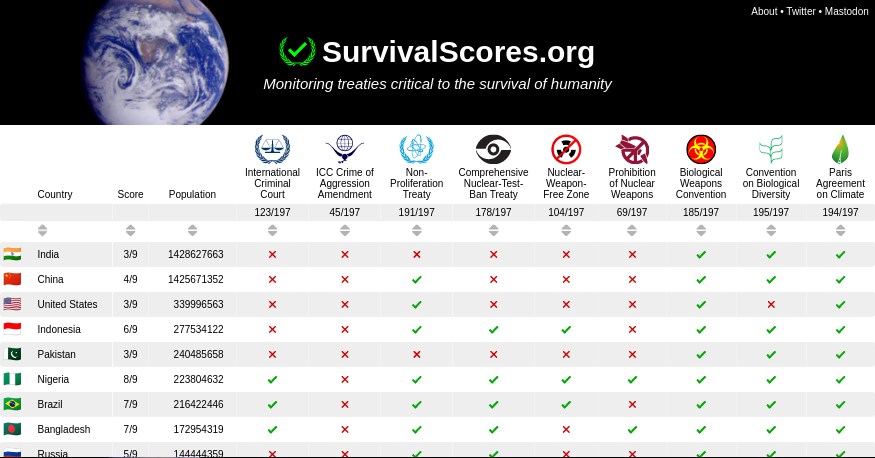 About • Twitter • Mastodon
SurvivalScores.org
Monitoring treaties critical to the survival of humanity
Country Score Population International Criminal Court ICC Crime of Aggression Amendment Non-Proliferation Treaty Comprehensive Nuclear-Test-Ban Treaty Nuclear-Weapon-Free Zone Prohibition of Nuclear Weapons Biological Weapons Convention Convention on Biological Diversity Paris Agreement on Climate
123/197 45/197 191/197 178/197 104/197 69/197 185/197 195/197 194/197
India 3/9 1428627663
China 4/9 1425671352
United States 3/9 339996563
Indonesia 6/9 277534122
Pakistan 3/9 240485658
Nigeria 8/9 223804632
Brazil 7/9 216422446
Bangladesh 7/9 172954319
Russia 5/9 144444359